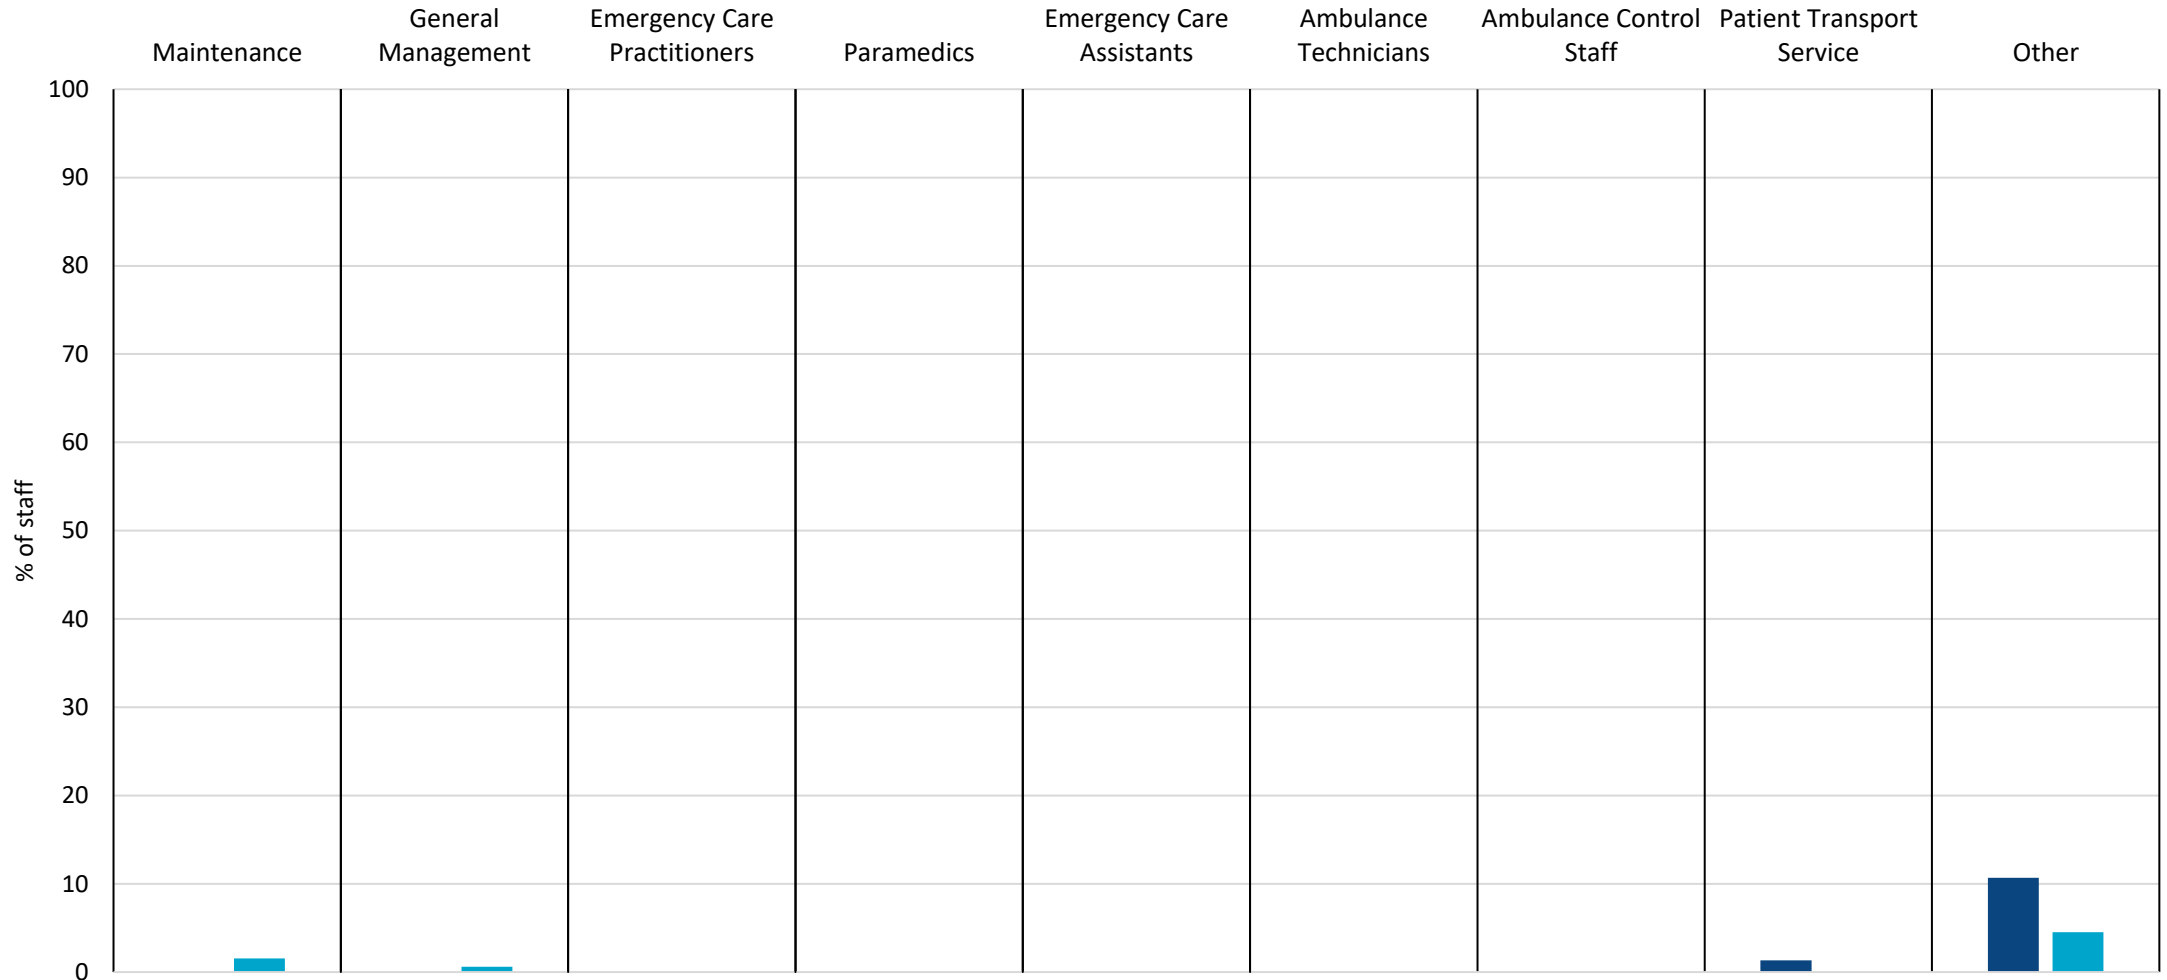 Maintenance
General
Management
Emergency Care
Practitioners
Paramedics
Emergency Care
Assistants
Ambulance
Technicians
Ambulance Control
Staff
Patient Transport
Service
Other
100
90
80
70
60
50
40
30
20
10
0
% of staff